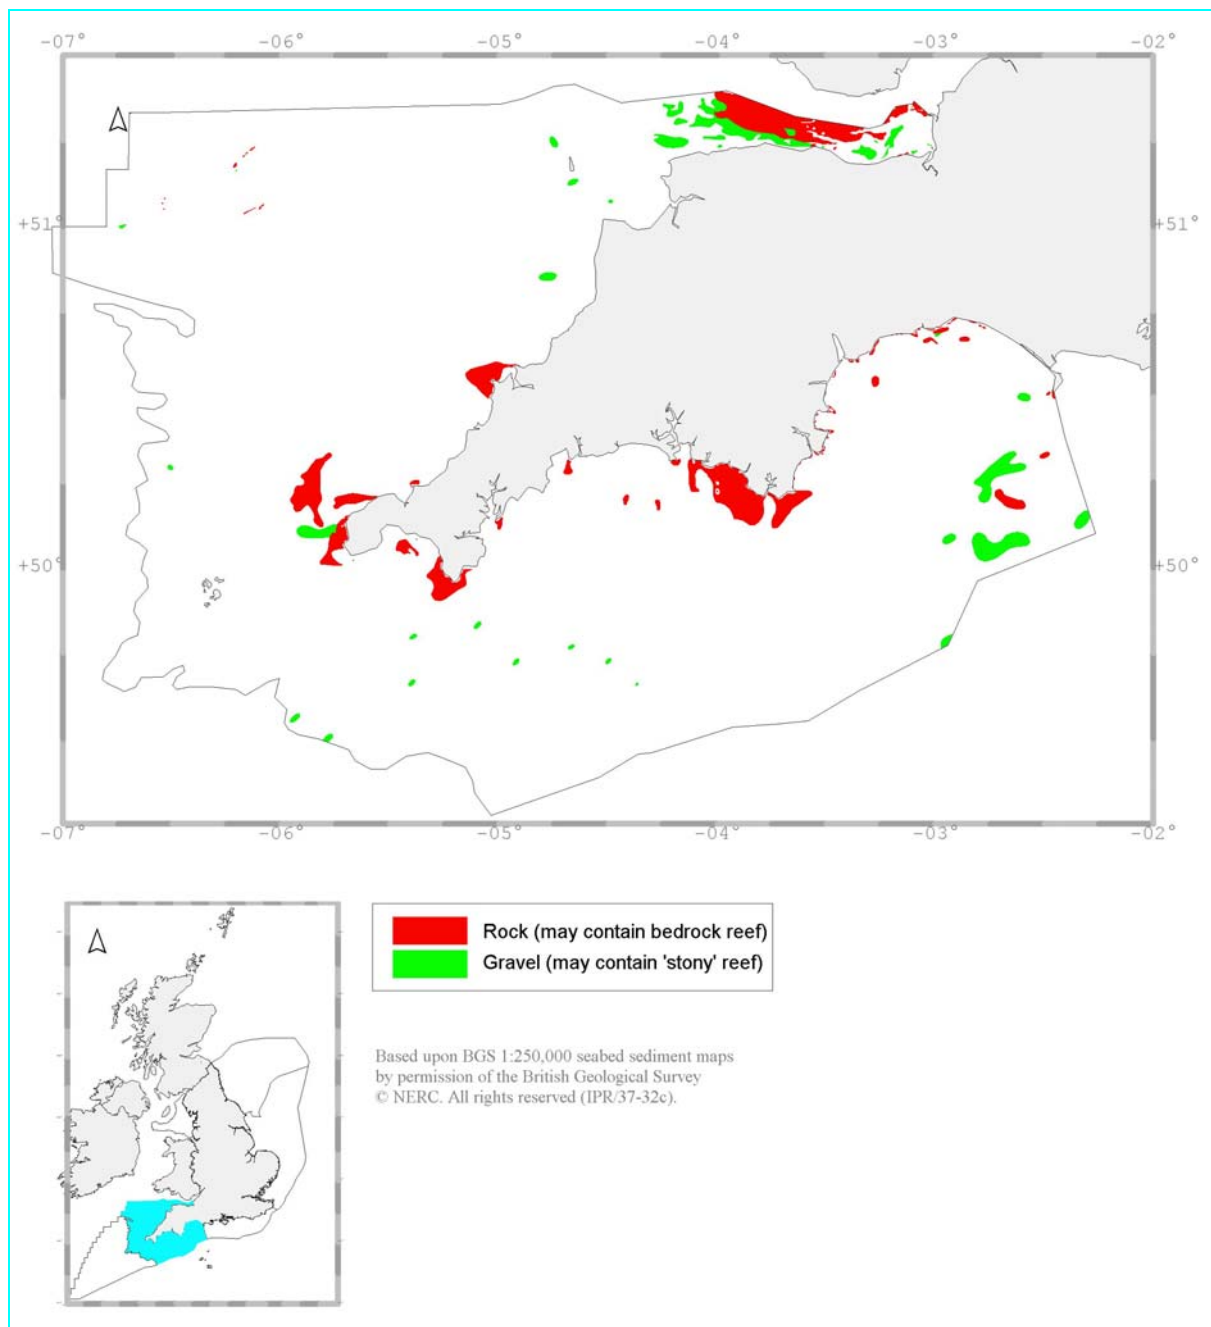 -07° -06° -05° -04° -03° -02°
+51° +51°
+50° +50°
-07° -06° -05° -04° -03° -02°
Rock (may contain bedrock reef)
Gravel (may contain 'stony' reef)
Based upon BGS 1:250,000 seabed sediment maps
by permission of the British Geological Survey
© NERC. All rights reserved (IPR/37-32c).